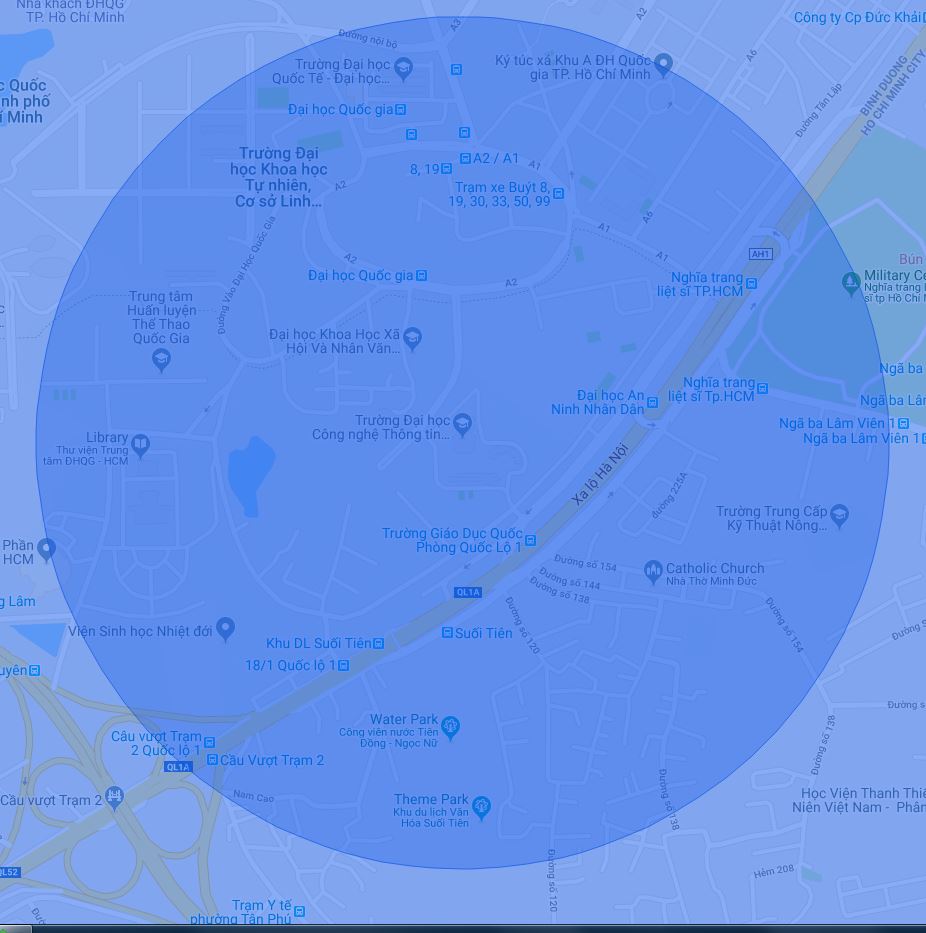 Nhà khách ĐHQG
TP. Hồ Chí Minh
A3
A2
Công ty Cp Đức Khải
Đường nội bộ
Trường Đại học
Quốc Tế - Đại học...
Ký túc xá Khu A ĐH Quốc
gia TP. Hồ Chí Minh
A6
BINH DUONG
HO CHI MINH CITY
Đường Tân Lập
c Quốc
nh phố
í Minh
Đại học Quốc gia
Trường Đại
học Khoa học
Tự nhiên,
Cơ sở Linh...
A2 / A1
8, 19
A1
A2
Trạm xe Buýt 8,
19, 30, 33, 50, 99
A6
A1
A1
Đường Vào Đại Học Quốc Gia
A2
AH1
Bún
Đại học Quốc gia
A2
Nghĩa trang
liệt sĩ TP.HCM
Military Ce
Nghĩa trang l
sĩ tp Hồ Chí M
c
...
Trung tâm
Huấn luyện
Thể Thao
Quốc Gia
Đại học Khoa Học Xã
Hội Và Nhân Văn...
Ngã ba
Nghĩa trang
liệt sĩ Tp.HCM
Đại học An
Ninh Nhân Dân
Ngã ba Lâm
Trường Đại học
Công nghệ Thông tin...
Ngã ba Lâm Viên 1
Ngã ba Lâm Viên 1
Library
Thư viện Trung
tâm ĐHQG - HCM
Xa lộ Hà Nội
đường 225A
Trường Trung Cấp
Kỹ Thuật Nông...
Trường Giáo Dục Quốc
Phòng Quốc Lộ 1
Phần
HCM
Đường số 154
Catholic Church
Nhà Thờ Minh Đức
Đường số 144
Đường số 138
QL1A
g Lâm
Đường số 120
Đường số 154
Đường số
Viện Sinh học Nhiệt đới
Suối Tiên
Khu DL Suối Tiên
18/1 Quốc lộ 1
uyên
Đường số
Water Park
Công viên nước Tiên
Đồng - Ngọc Nữ
Đường số 138
Cầu vượt Trạm
2 Quốc lộ 1
Cầu Vượt Trạm 2
QL1A
Cầu vượt Trạm 2
Nam Cao
Theme Park
Khu du lịch Văn
Hóa Suối Tiên
Đường số 138
Học Viện Thanh Thiế
Niên Việt Nam - Phân
QL52
Đường số 120
Hẻm 208
Trạm Y tế
phường Tân Phú